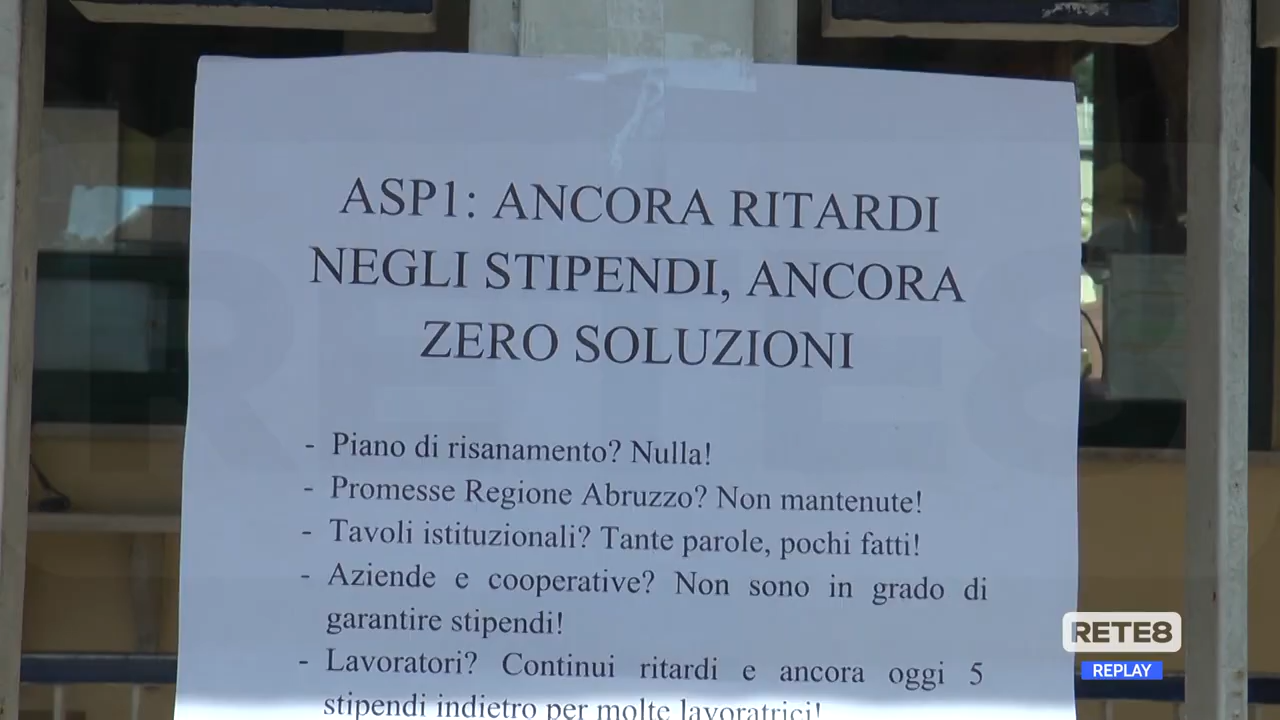 ASP1: ANCORA RITARDI
NEGLI STIPENDI, ANCORA
ZERO SOLUZIONI
- Piano di risanamento? Nulla!
- Promesse Regione Abruzzo? Non mantenute!
- Tavoli istituzionali? Tante parole, pochi fatti!
- Aziende e cooperative? Non sono in grado di
garantire stipendi!
- Lavoratori? Continui ritardi e ancora oggi 5
stipendi indietro per molte lavoratrici!
RETE8
REPLAY